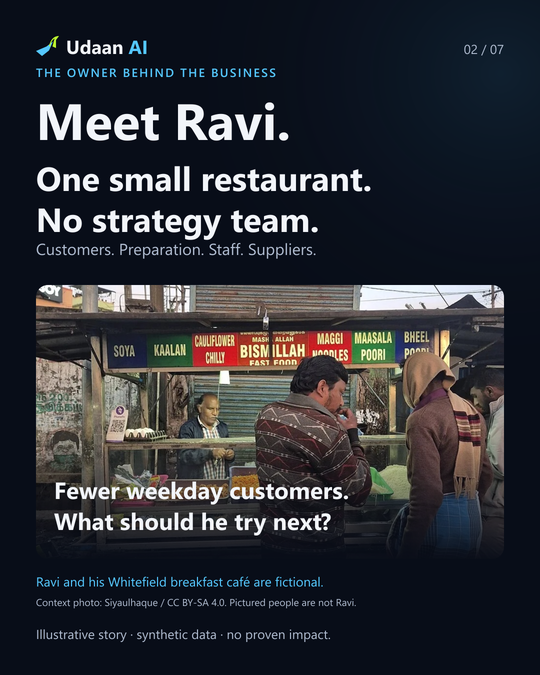 Udaan AI
02 / 07
THE OWNER BEHIND THE BUSINESS
Meet Ravi.
One small restaurant.
No strategy team.
Customers. Preparation. Staff. Suppliers.
SOYA
KAALAN
CAULIFLOWER
CHILLY
MASHALLAH
BISMILLAH
FAST FOOD
MAGGI
NOODLES
MAASALA
POORI
BHEEL
POORI
Fewer weekday customers.
What should he try next?
Ravi and his Whitefield breakfast café are fictional.
Context photo: Siyaulhaque / CC BY-SA 4.0. Pictured people are not Ravi.
Illustrative story · synthetic data · no proven impact.